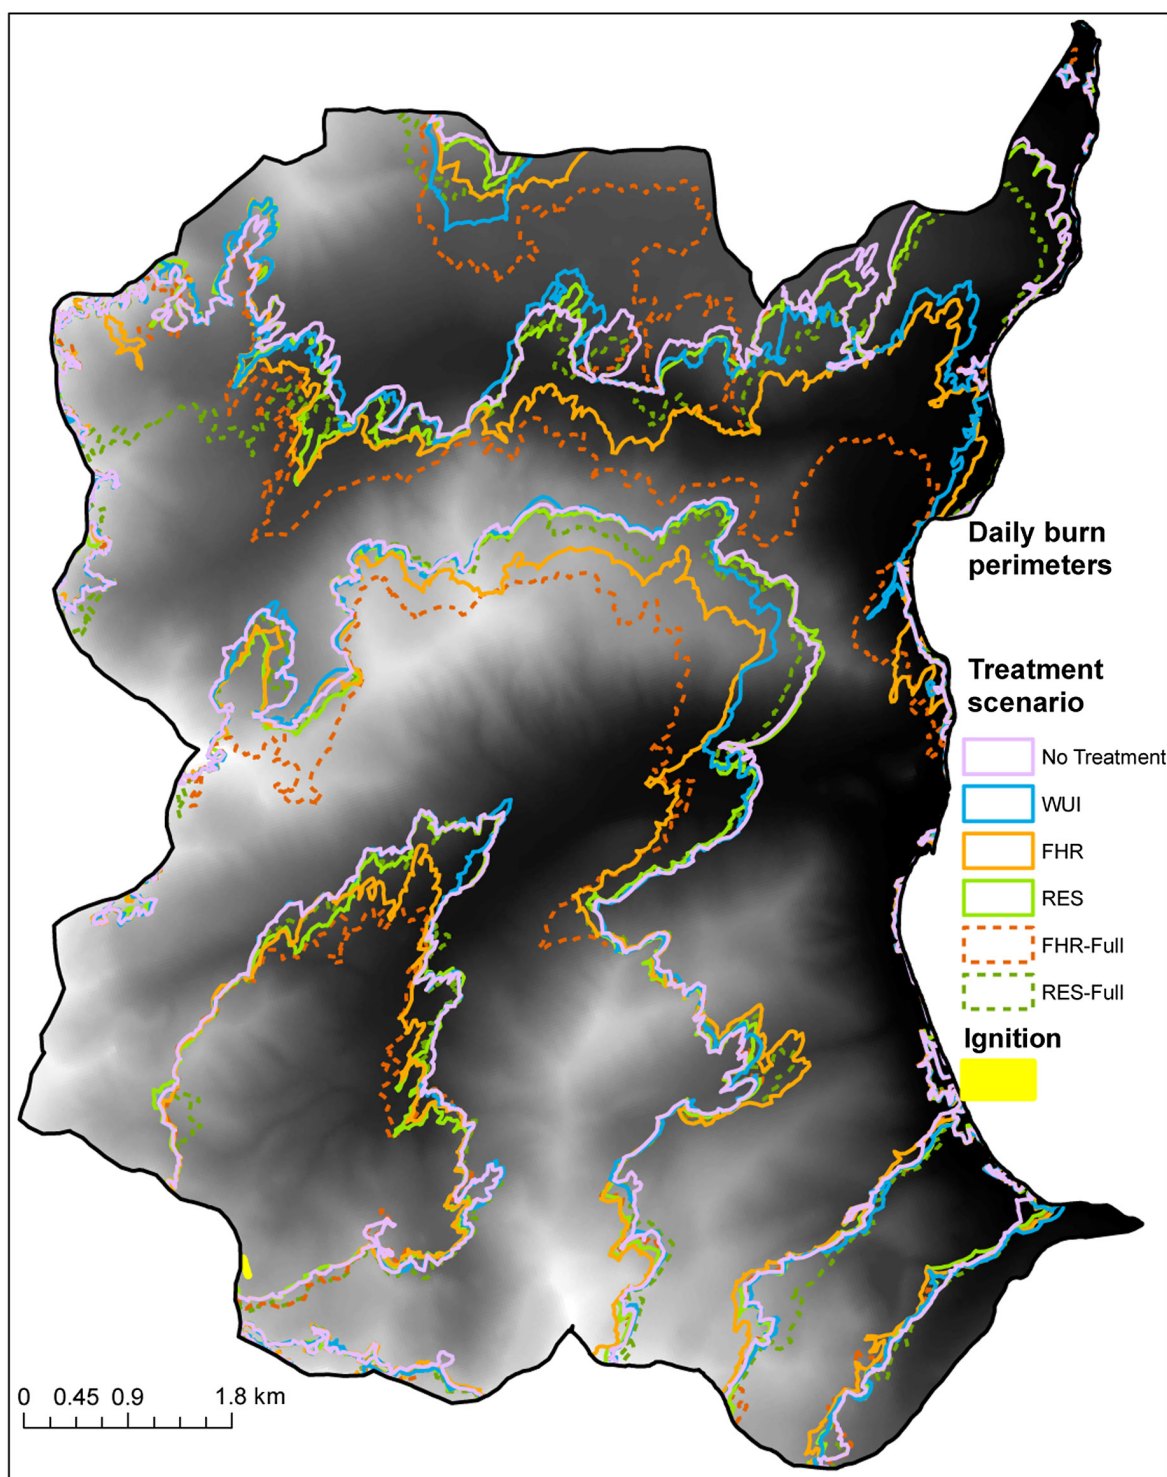 Daily burn
perimeters
Treatment
scenario
No Treatment
WUI
FHR
RES
FHR-Full
RES-Full
Ignition
0 0.45 0.9 1.8 km